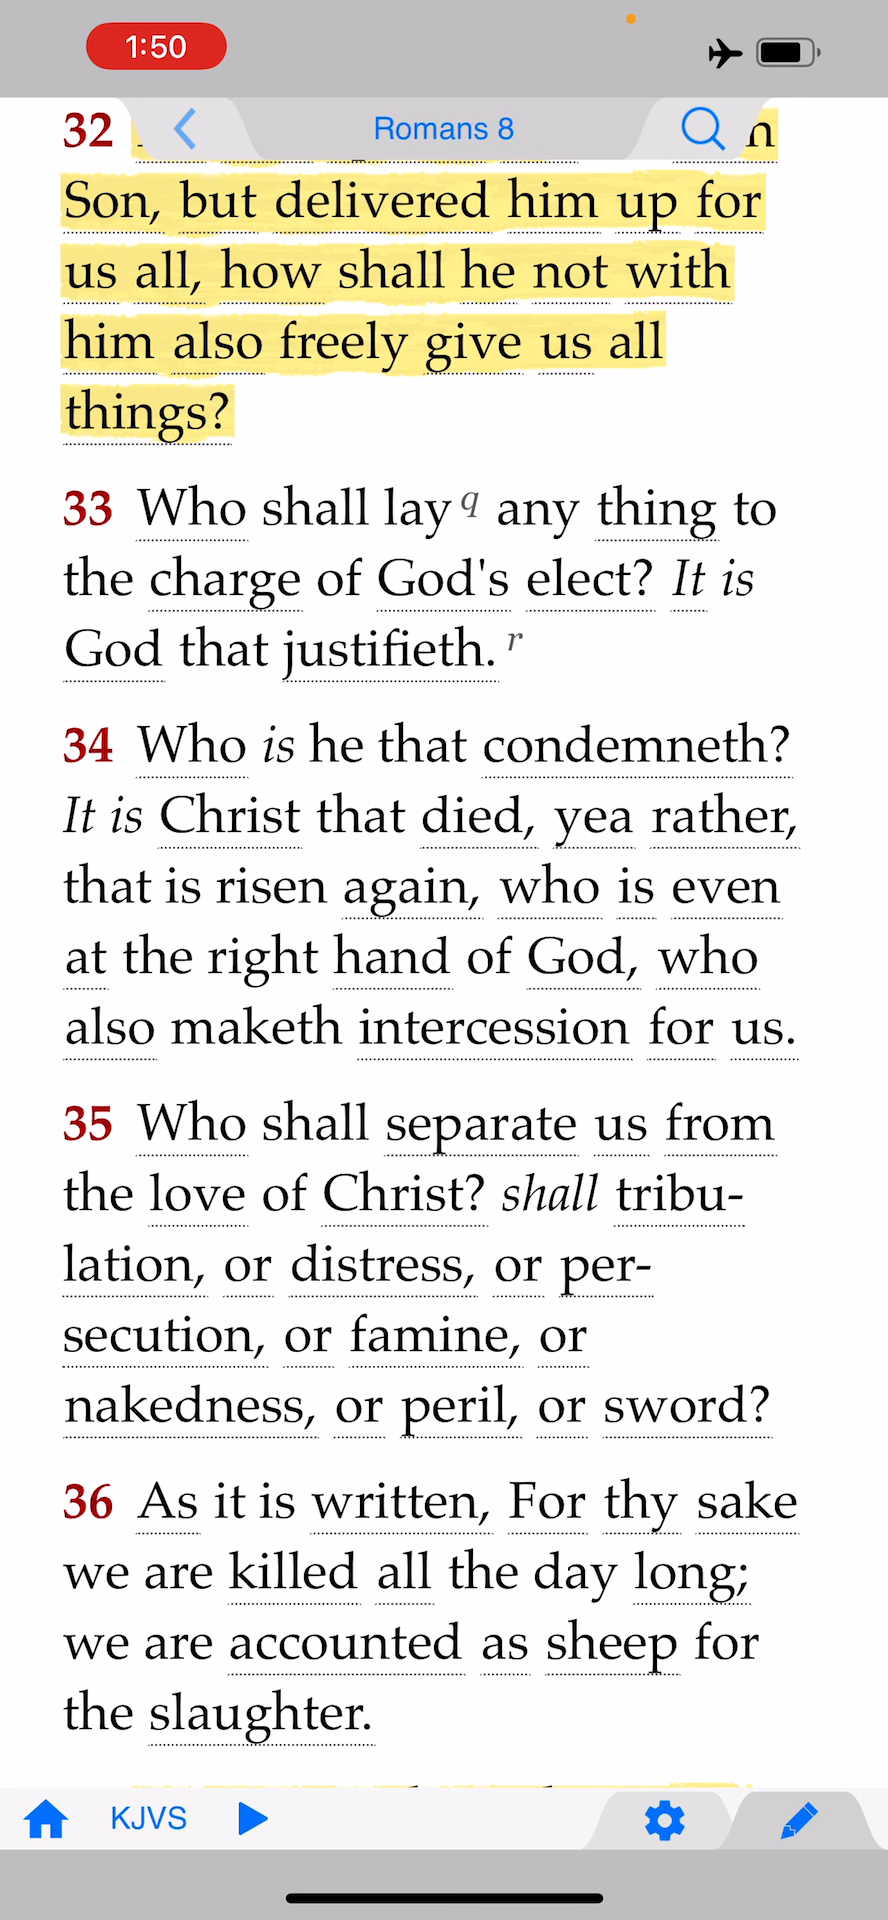 1:50
Romans 8
32
Son, but delivered him up for
us all, how shall he not with
him also freely give us all
things?
33 Who shall lay q any thing to
the charge of God's elect? It is
God that justifieth. r
34 Who is he that condemneth?
It is Christ that died, yea rather,
that is risen again, who is even
at the right hand of God, who
also maketh intercession for us.
35 Who shall separate us from
the love of Christ? shall tribu-
lation, or distress, or per-
secution, or famine, or
nakedness, or peril, or sword?
36 As it is written, For thy sake
we are killed all the day long;
we are accounted as sheep for
the slaughter.
KJVS